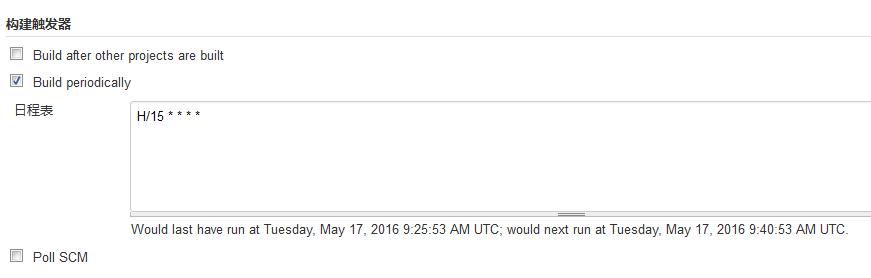 构建触发器
Build after other projects are built
Build periodically
日程表
H/15 * * * *
Would last have run at Tuesday, May 17, 2016 9:25:53 AM UTC; would next run at Tuesday, May 17, 2016 9:40:53 AM UTC.
Poll SCM